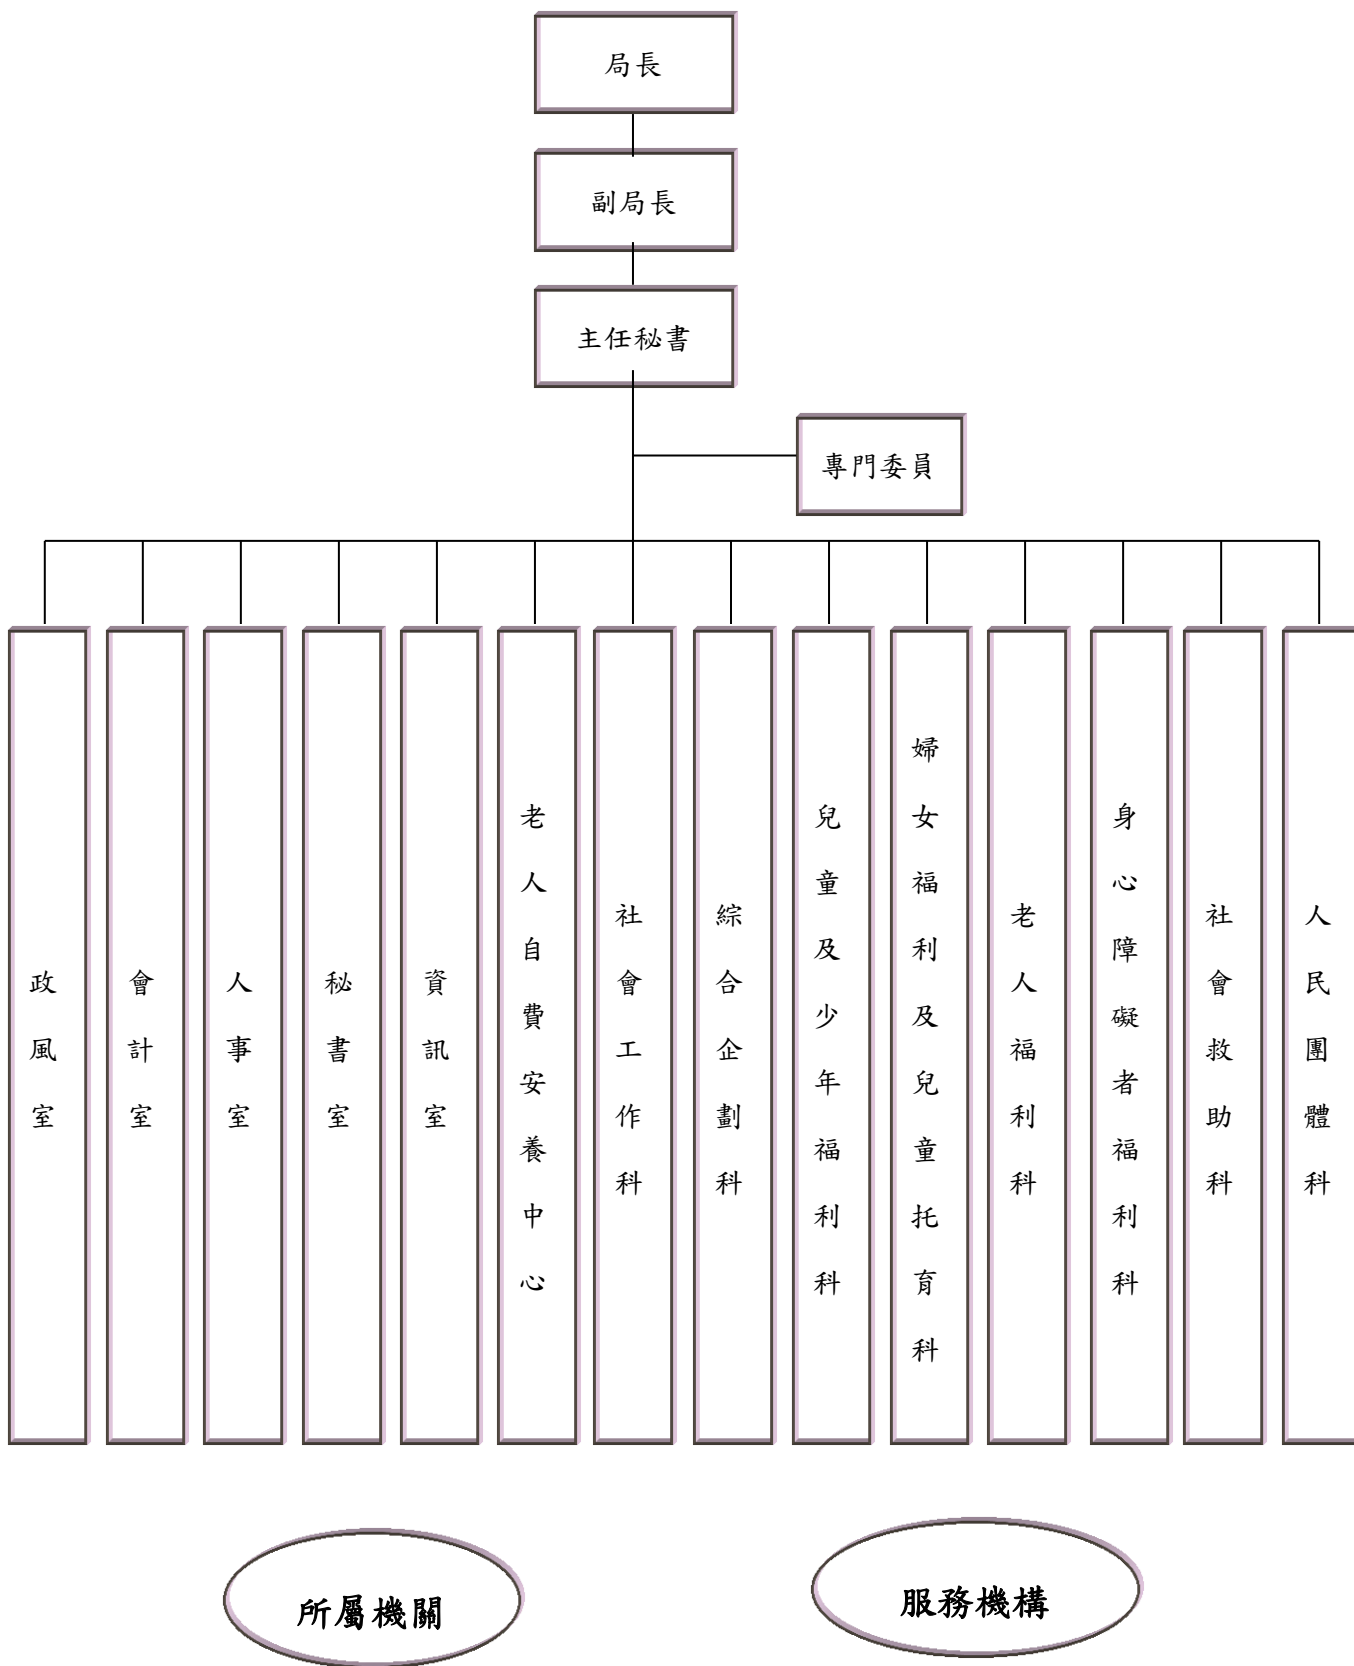 局長
副局長
主任秘書
專門委員
政風室
會計室
人事室
秘書室
資訊室
老人自費安養中心
社會工作科
綜合企劃科
兒童及少年福利科
婦女福利及兒童托育科
老人福利科
身心障礙者福利科
社會救助科
人民團體科
所屬機關
服務機構